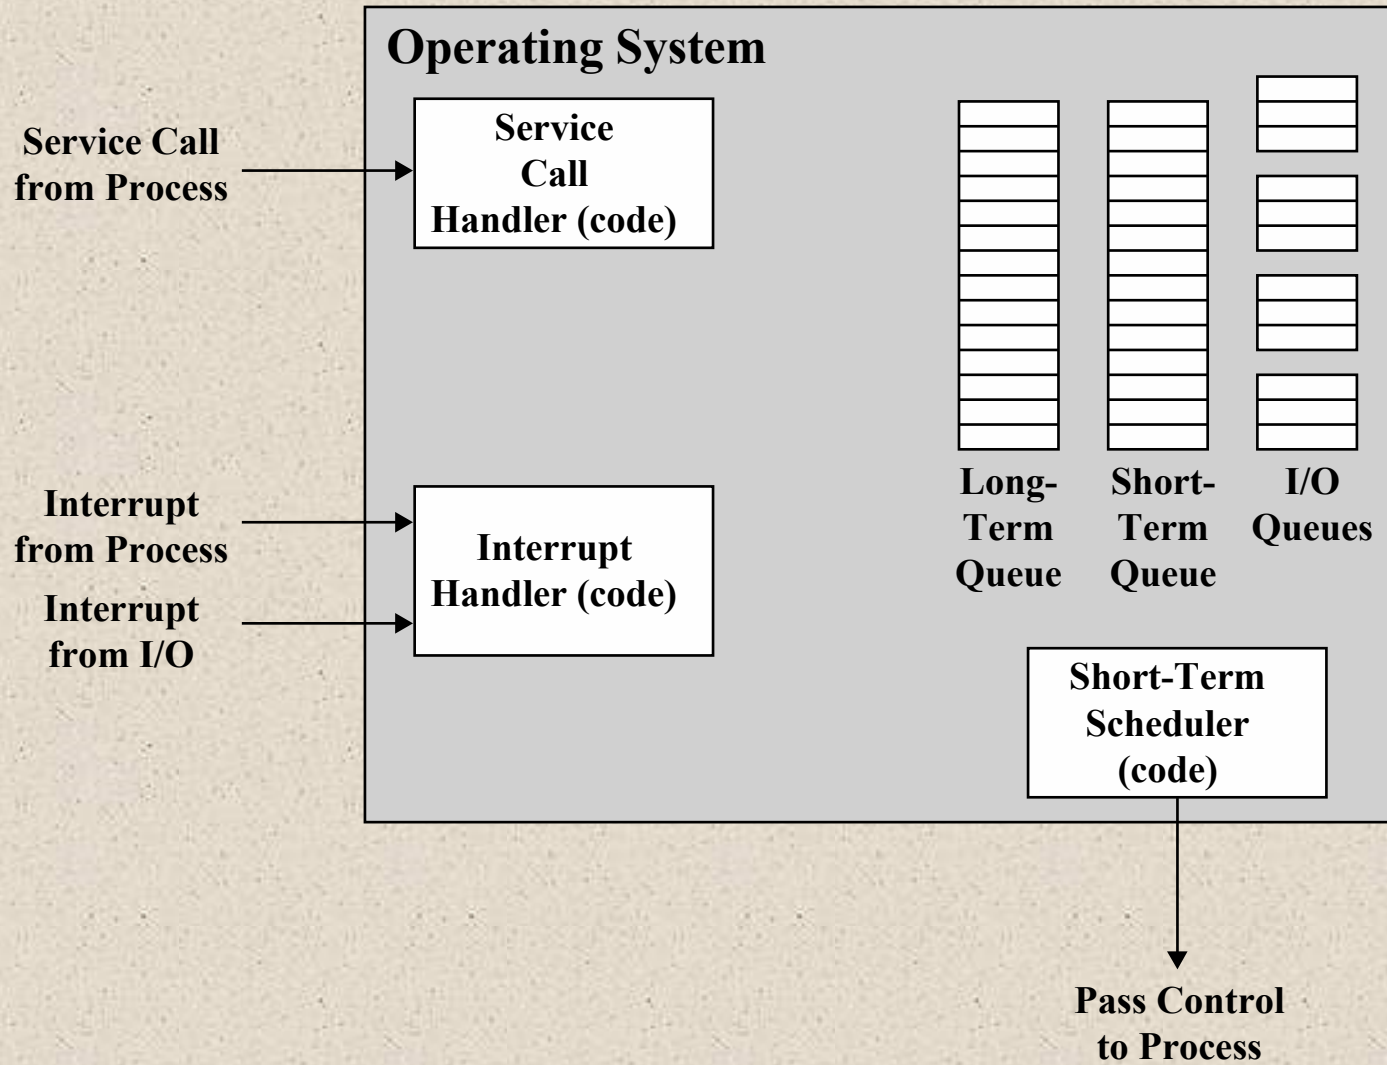 Operating System
Service Call
from Process
Service
Call
Handler (code)
Interrupt
from Process
Interrupt
from I/O
Interrupt
Handler (code)
Long-
Term
Queue
Short-
Term
Queue
I/O
Queues
Short-Term
Scheduler
(code)
Pass Control
to Process